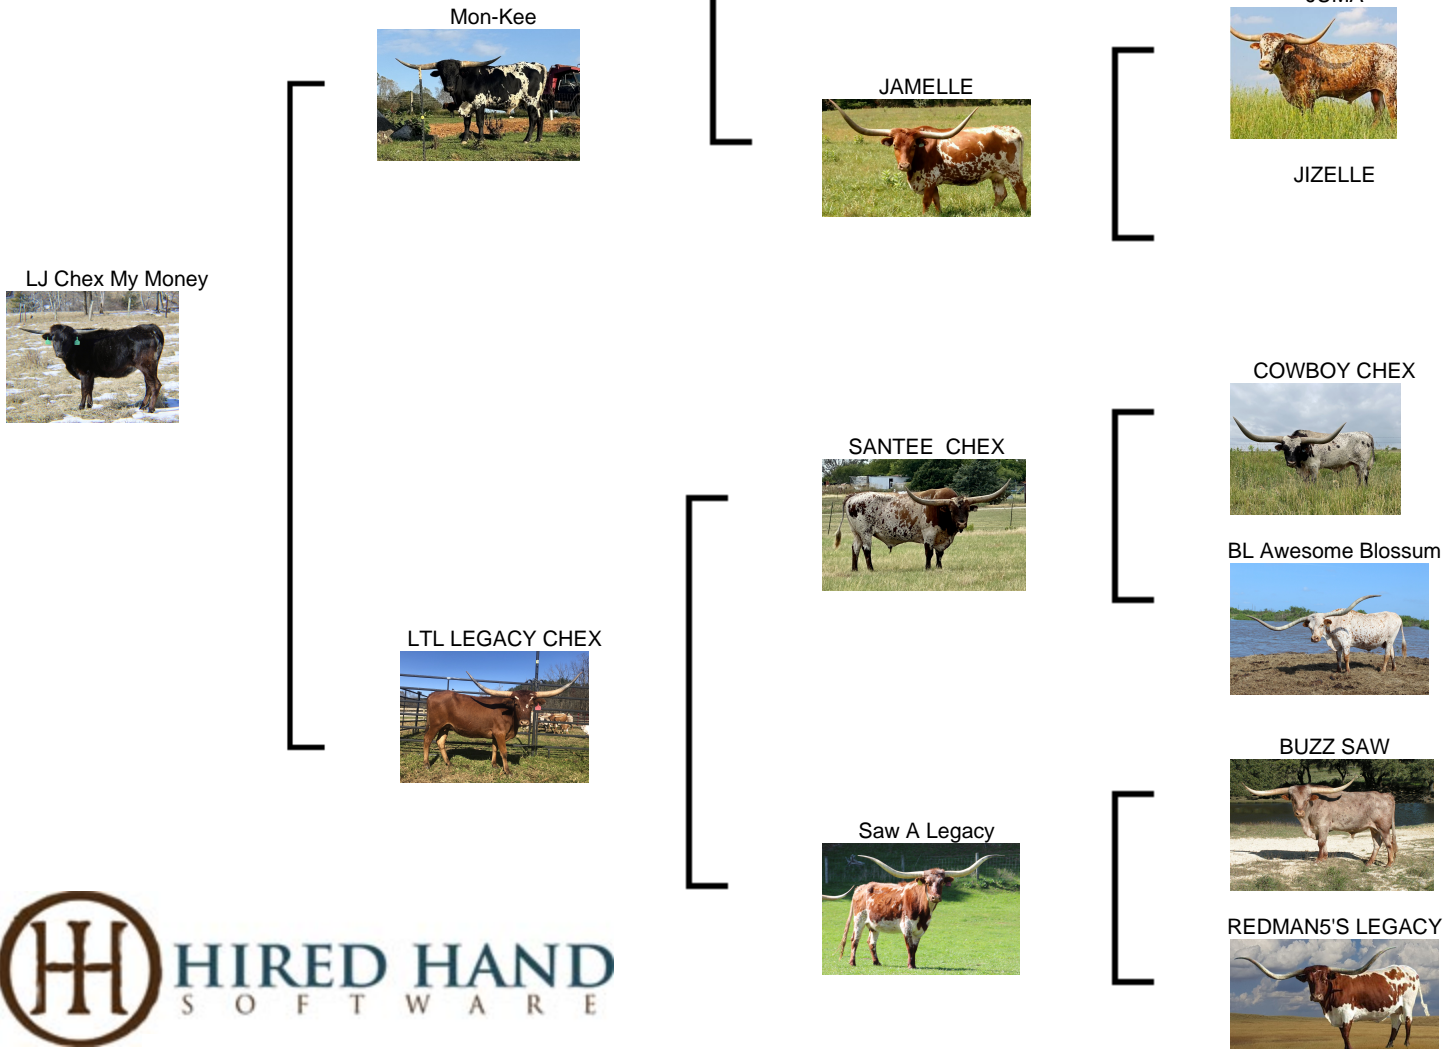 Mon-Kee
JAMELLE
JIZELLE
LJ Chex My Money
COWBOY CHEX
SANTEE CHEX
BL Awesome Blossum
LTL LEGACY CHEX
BUZZ SAW
Saw A Legacy
REDMAN5'S LEGACY
HIRED HAND
SOFTWARE